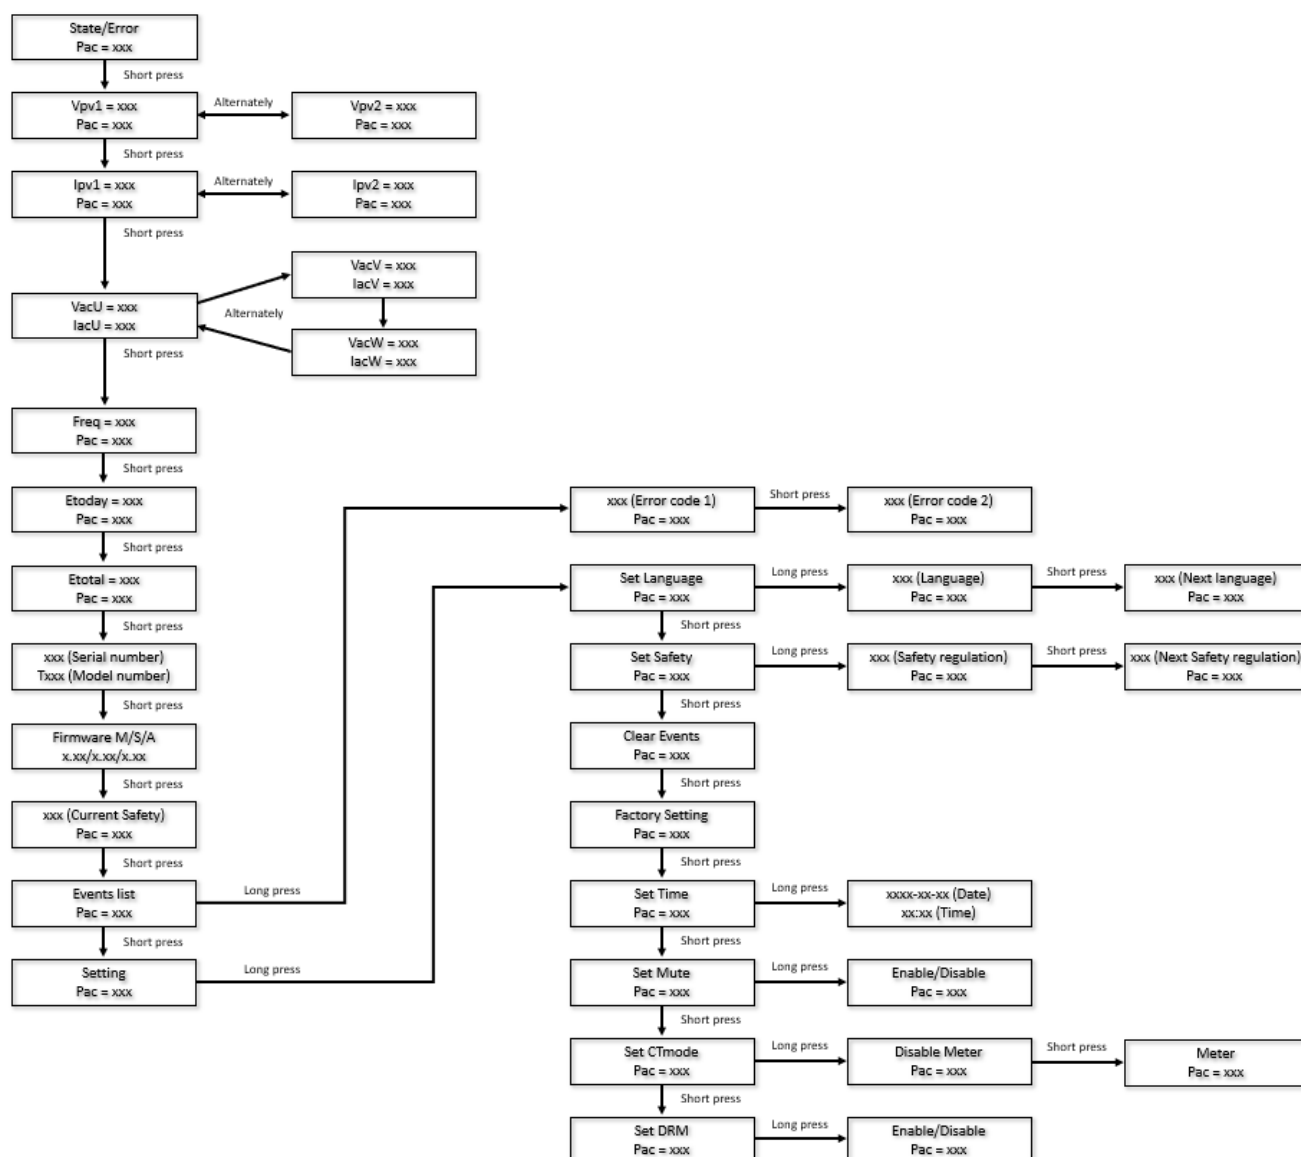 State/Error
Pac = xxx
Short press
Vpv1 = xxx
Pac = xxx
Alternately
Vpv2 = xxx
Pac = xxx
Short press
Ipv1 = xxx
Pac = xxx
Alternately
Ipv2 = xxx
Pac = xxx
Short press
VacU = xxx
IacU = xxx
Alternately
VacV = xxx
IacV = xxx
VacW = xxx
IacW = xxx
Short press
Freq = xxx
Pac = xxx
Short press
Etoday = xxx
Pac = xxx
Short press
Etotal = xxx
Pac = xxx
Short press
xxx (Serial number)
Txxx (Model number)
Short press
Firmware M/S/A
x.xx/x.xx/x.xx
Short press
xxx (Current Safety)
Pac = xxx
Short press
Events list
Pac = xxx
Long press
Short press
Setting
Pac = xxx
Long press
xxx (Error code 1)
Pac = xxx
Short press
xxx (Error code 2)
Pac = xxx
Set Language
Pac = xxx
Long press
xxx (Language)
Pac = xxx
Short press
xxx (Next language)
Pac = xxx
Short press
Set Safety
Pac = xxx
Long press
xxx (Safety regulation)
Pac = xxx
Short press
xxx (Next Safety regulation)
Pac = xxx
Short press
Clear Events
Pac = xxx
Short press
Factory Setting
Pac = xxx
Short press
Set Time
Pac = xxx
Long press
xxxx-xx-xx (Date)
xx:xx (Time)
Short press
Set Mute
Pac = xxx
Long press
Enable/Disable
Pac = xxx
Short press
Set CTmode
Pac = xxx
Long press
Disable Meter
Pac = xxx
Short press
Meter
Pac = xxx
Short press
Set DRM
Pac = xxx
Long press
Enable/Disable
Pac = xxx